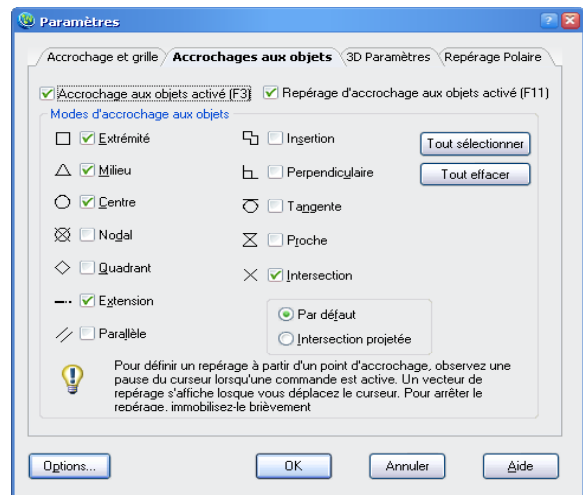 Paramètres
Accrochage et grille
Accrochages aux objets
3D Paramètres
Repérage Polaire
Accrochage aux objets activé (F3)
Repérage d'accrochage aux objets activé (F11)
Modes d'accrochage aux objets
Extrémité
Insertion
Tout sélectionner
Milieu
Perpendiculaire
Tout effacer
Centre
Tangente
Nodal
Proche
Quadrant
Intersection
Extension
Par défaut
Parallèle
Intersection projetée
Pour définir un repérage à partir d'un point d'accrochage, observez une
pause du curseur lorsqu'une commande est active. Un vecteur de
repérage s'affiche losque vous déplacez le curseur. Pour arrêter le
repérage, immobilisez-le brièvement
Options...
OK
Annuler
Aide